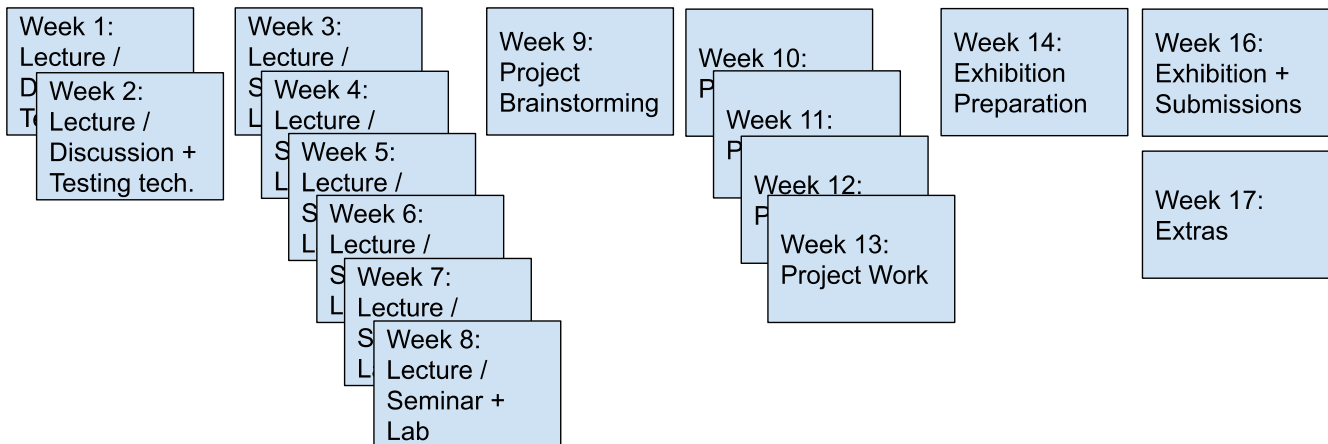 Week 1:
Lecture /
D
Te
Week 2:
Lecture /
Discussion +
Testing tech.
Week 3:
Lecture /
S
L
Week 4:
Lecture /
S
L
Week 5:
Lecture /
S
L
Week 6:
Lecture /
S
L
Week 7:
Lecture /
S
La
Week 8:
Lecture /
Seminar +
Lab
Week 9:
Project
Brainstorming
Week 10:
P
Week 11:
P
Week 12:
P
Week 13:
Project Work
Week 14:
Exhibition
Preparation
Week 16:
Exhibition +
Submissions
Week 17:
Extras